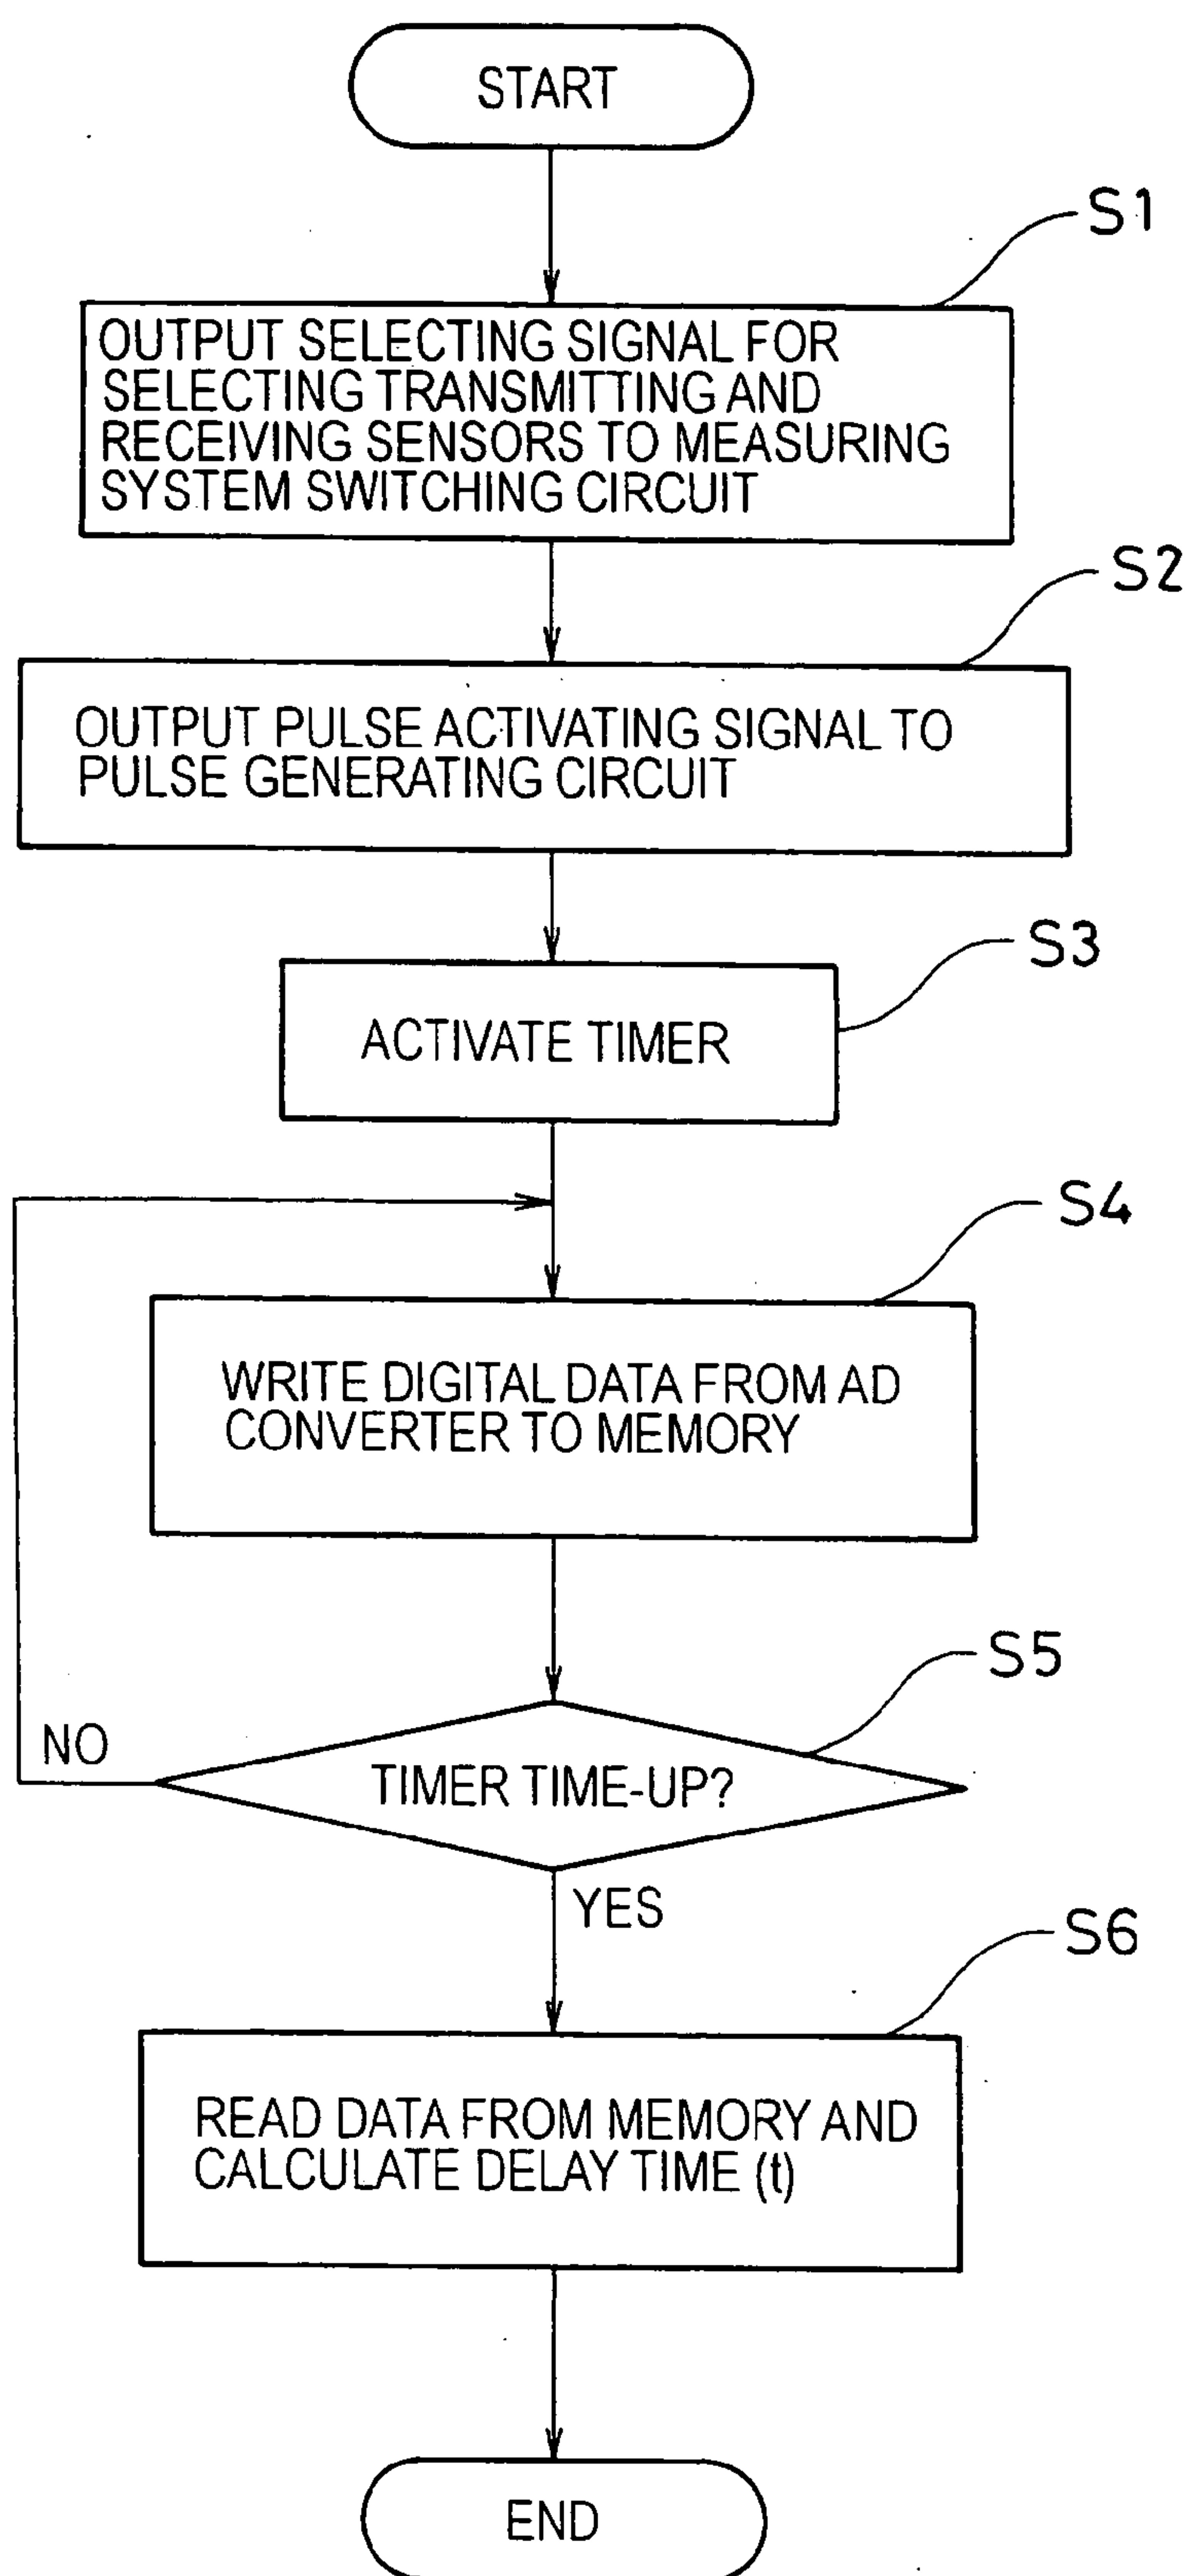 START
S1
OUTPUT SELECTING SIGNAL FOR
SELECTING TRANSMITTING AND
RECEIVING SENSORS TO MEASURING
SYSTEM SWITCHING CIRCUIT
S2
OUTPUT PULSE ACTIVATING SIGNAL TO
PULSE GENERATING CIRCUIT
S3
ACTIVATE TIMER
S4
WRITE DIGITAL DATA FROM AD
CONVERTER TO MEMORY
S5
TIMER TIME-UP?
NO
YES
S6
READ DATA FROM MEMORY AND
CALCULATE DELAY TIME (t)
END